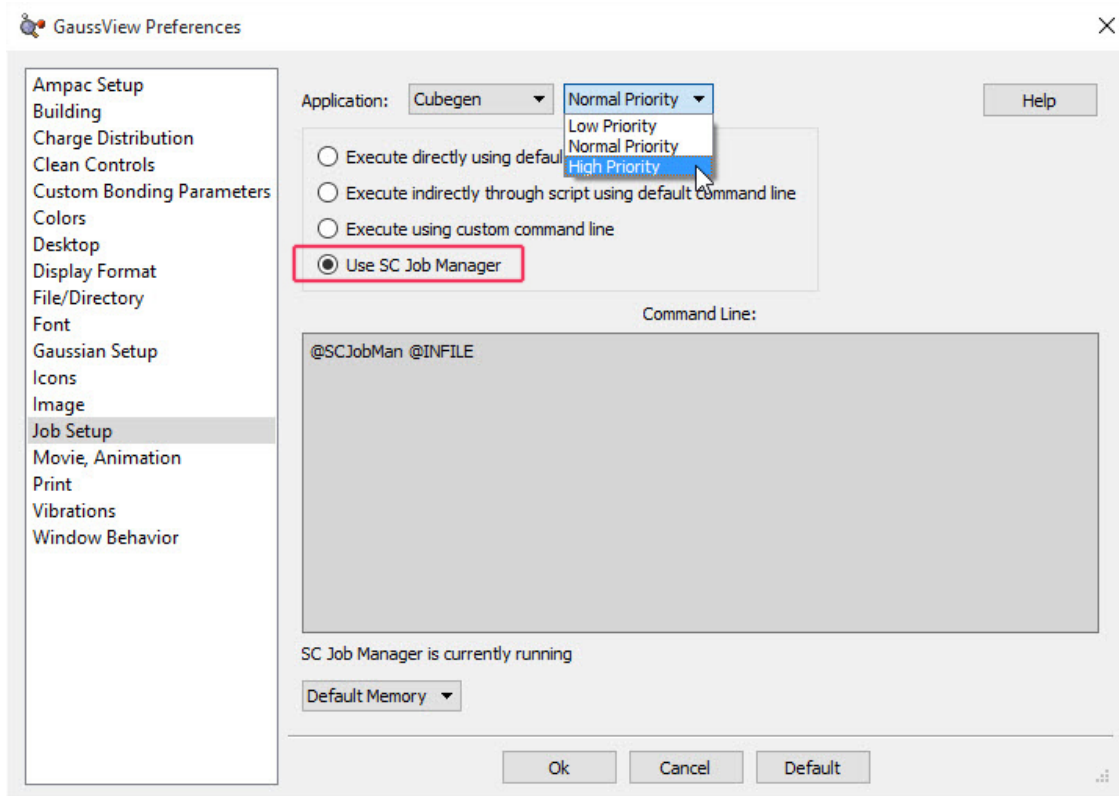 GaussView Preferences
Ampac Setup
Building
Charge Distribution
Clean Controls
Custom Bonding Parameters
Colors
Desktop
Display Format
File/Directory
Font
Gaussian Setup
Icons
Image
Job Setup
Movie, Animation
Print
Vibrations
Window Behavior
Application: Cubegen Normal Priority Help
Low Priority
Normal Priority
High Priority
Execute directly using defaul
Execute indirectly through script using default command line
Execute using custom command line
Use SC Job Manager
Command Line:
@SCJobMan @INFILE
SC Job Manager is currently running
Default Memory
Ok Cancel Default